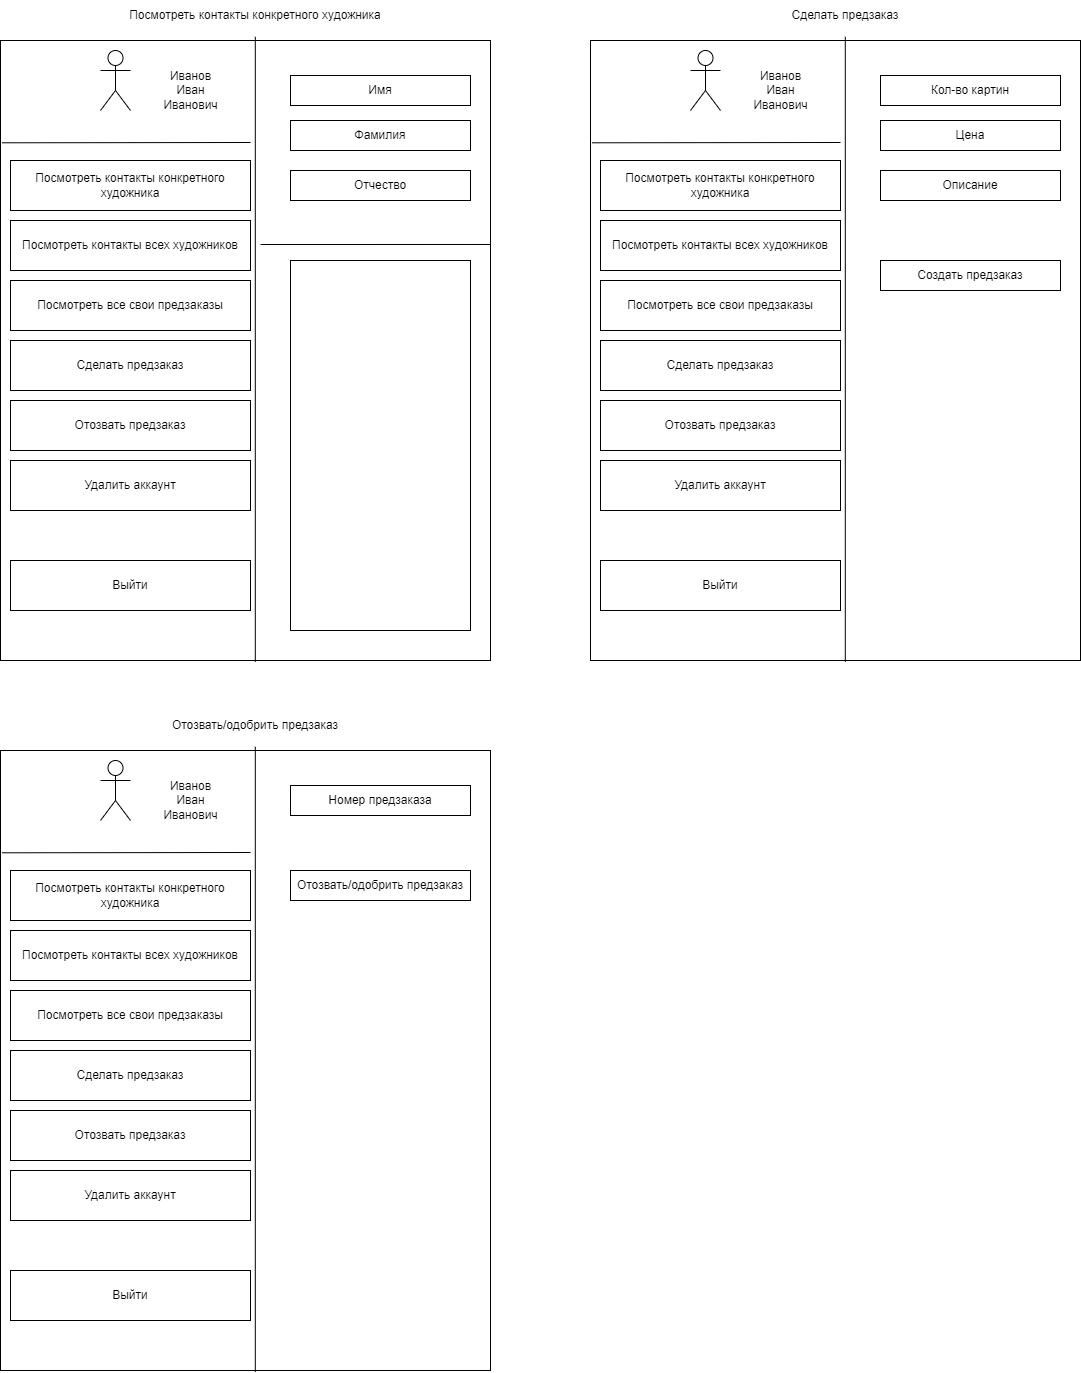 Посмотреть контакты конкретного художника
Иванов
Иван
Иванович
Посмотреть контакты конкретного
художника
Посмотреть контакты всех художников
Посмотреть все свои предзаказы
Сделать предзаказ
Отозвать предзаказ
Удалить аккаунт
Выйти
Имя
Фамилия
Отчество
Сделать предзаказ
Иванов
Иван
Иванович
Посмотреть контакты конкретного
художника
Посмотреть контакты всех художников
Посмотреть все свои предзаказы
Сделать предзаказ
Отозвать предзаказ
Удалить аккаунт
Выйти
Кол-во картин
Цена
Описание
Создать предзаказ
Отозвать/одобрить предзаказ
Иванов
Иван
Иванович
Посмотреть контакты конкретного
художника
Посмотреть контакты всех художников
Посмотреть все свои предзаказы
Сделать предзаказ
Отозвать предзаказ
Удалить аккаунт
Выйти
Номер предзаказа
Отозвать/одобрить предзаказ